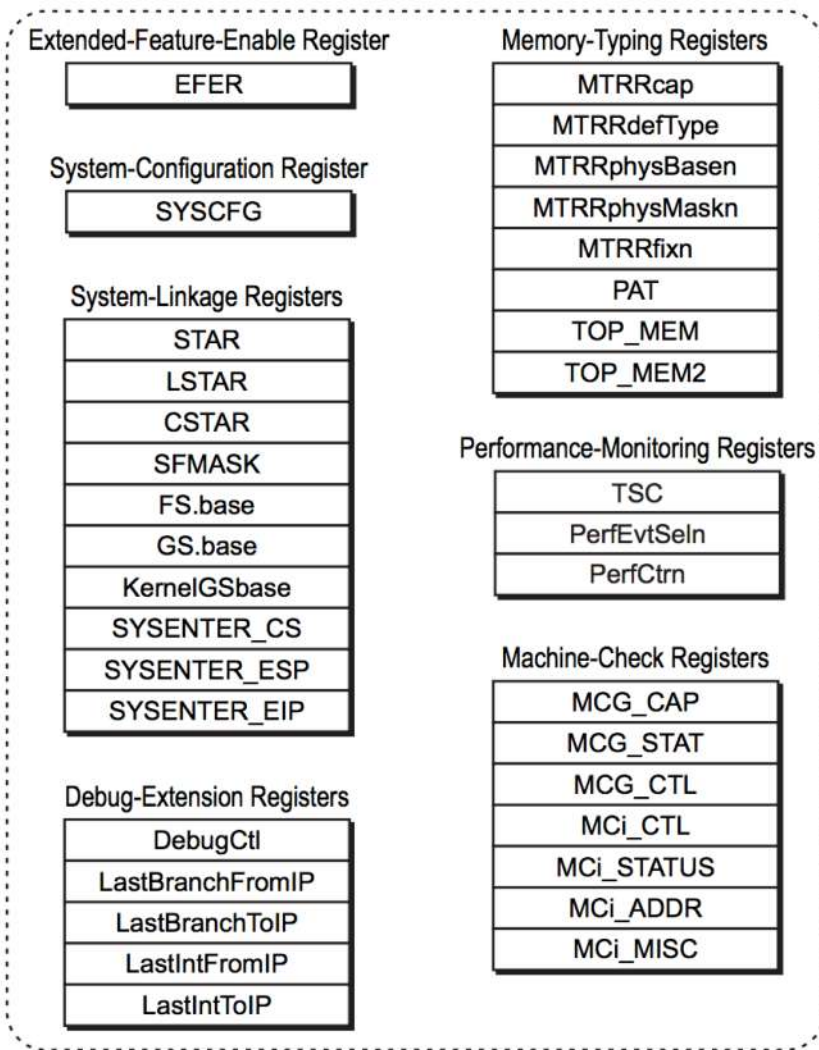 Extended-Feature-Enable Register
EFER
System-Configuration Register
SYSCFG
System-Linkage Registers
STAR
LSTAR
CSTAR
SFMASK
FS.base
GS.base
KernelGSbase
SYSENTER_CS
SYSENTER_ESP
SYSENTER_EIP
Debug-Extension Registers
DebugCtl
LastBranchFromIP
LastBranchToIP
LastIntFromIP
LastIntToIP
Memory-Typing Registers
MTRRcap
MTRRdefType
MTRRphysBasen
MTRRphysMaskn
MTRRfixn
PAT
TOP_MEM
TOP_MEM2
Performance-Monitoring Registers
TSC
PerfEvtSeln
PerfCtrn
Machine-Check Registers
MCG_CAP
MCG_STAT
MCG_CTL
MCi_CTL
MCi_STATUS
MCi_ADDR
MCi_MISC